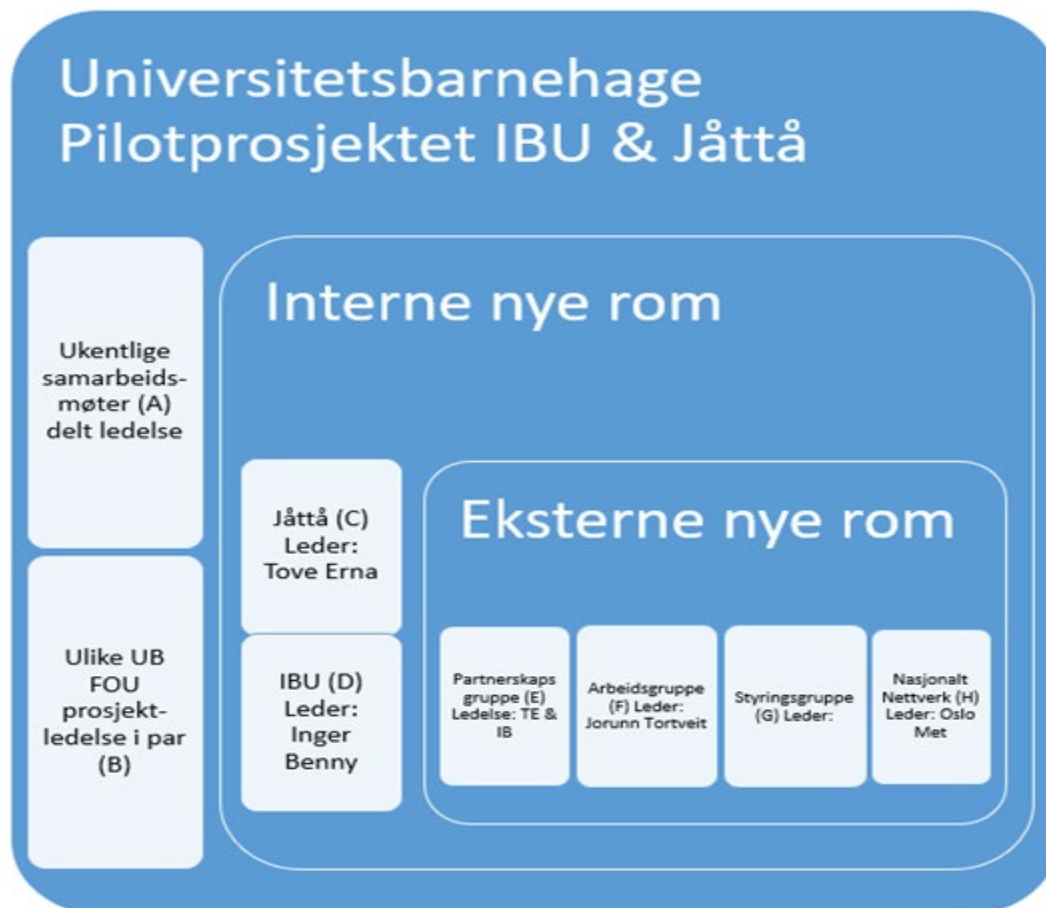 Universitetsbarnehage
Pilotprosjektet IBU & Jåttå
Ukentlige
samarbeids-
møter (A)
delt ledelse
Ulike UB
FOU
prosjekt-
ledelse i par
(B)
Interne nye rom
Jåttå (C)
Leder:
Tove Erna
IBU (D)
Leder:
Inger
Benny
Eksterne nye rom
Partnerskaps
gruppe (E)
Ledelse: TE &
IB
Arbeidsgruppe
(F) Leder:
Jorunn Tortveit
Styringsgruppe
(G) Leder:
Nasjonalt
Nettverk (H)
Leder: Oslo
Met